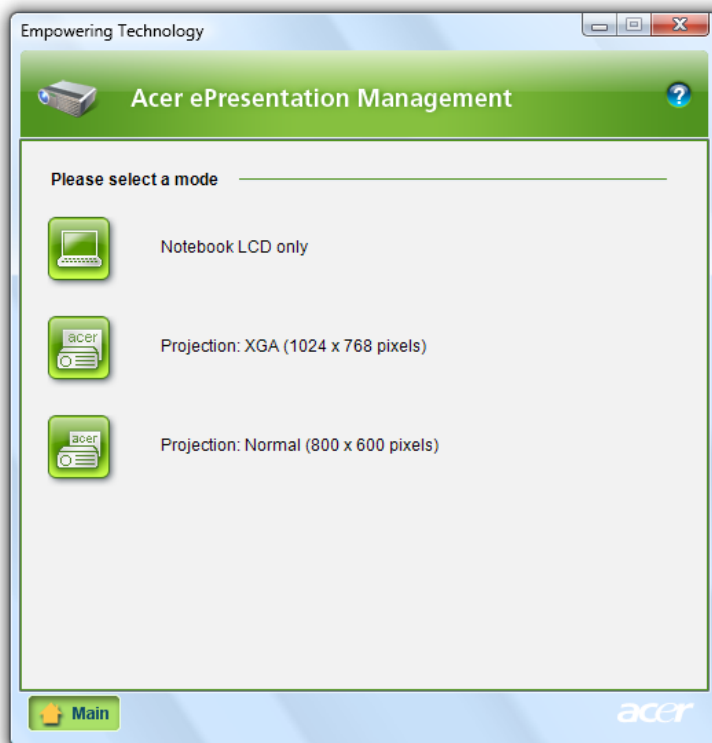 Empowering Technology
Acer ePresentation Management
?
Please select a mode
Notebook LCD only
acer
Projection: XGA (1024 x 768 pixels)
acer
Projection: Normal (800 x 600 pixels)
Main
acer